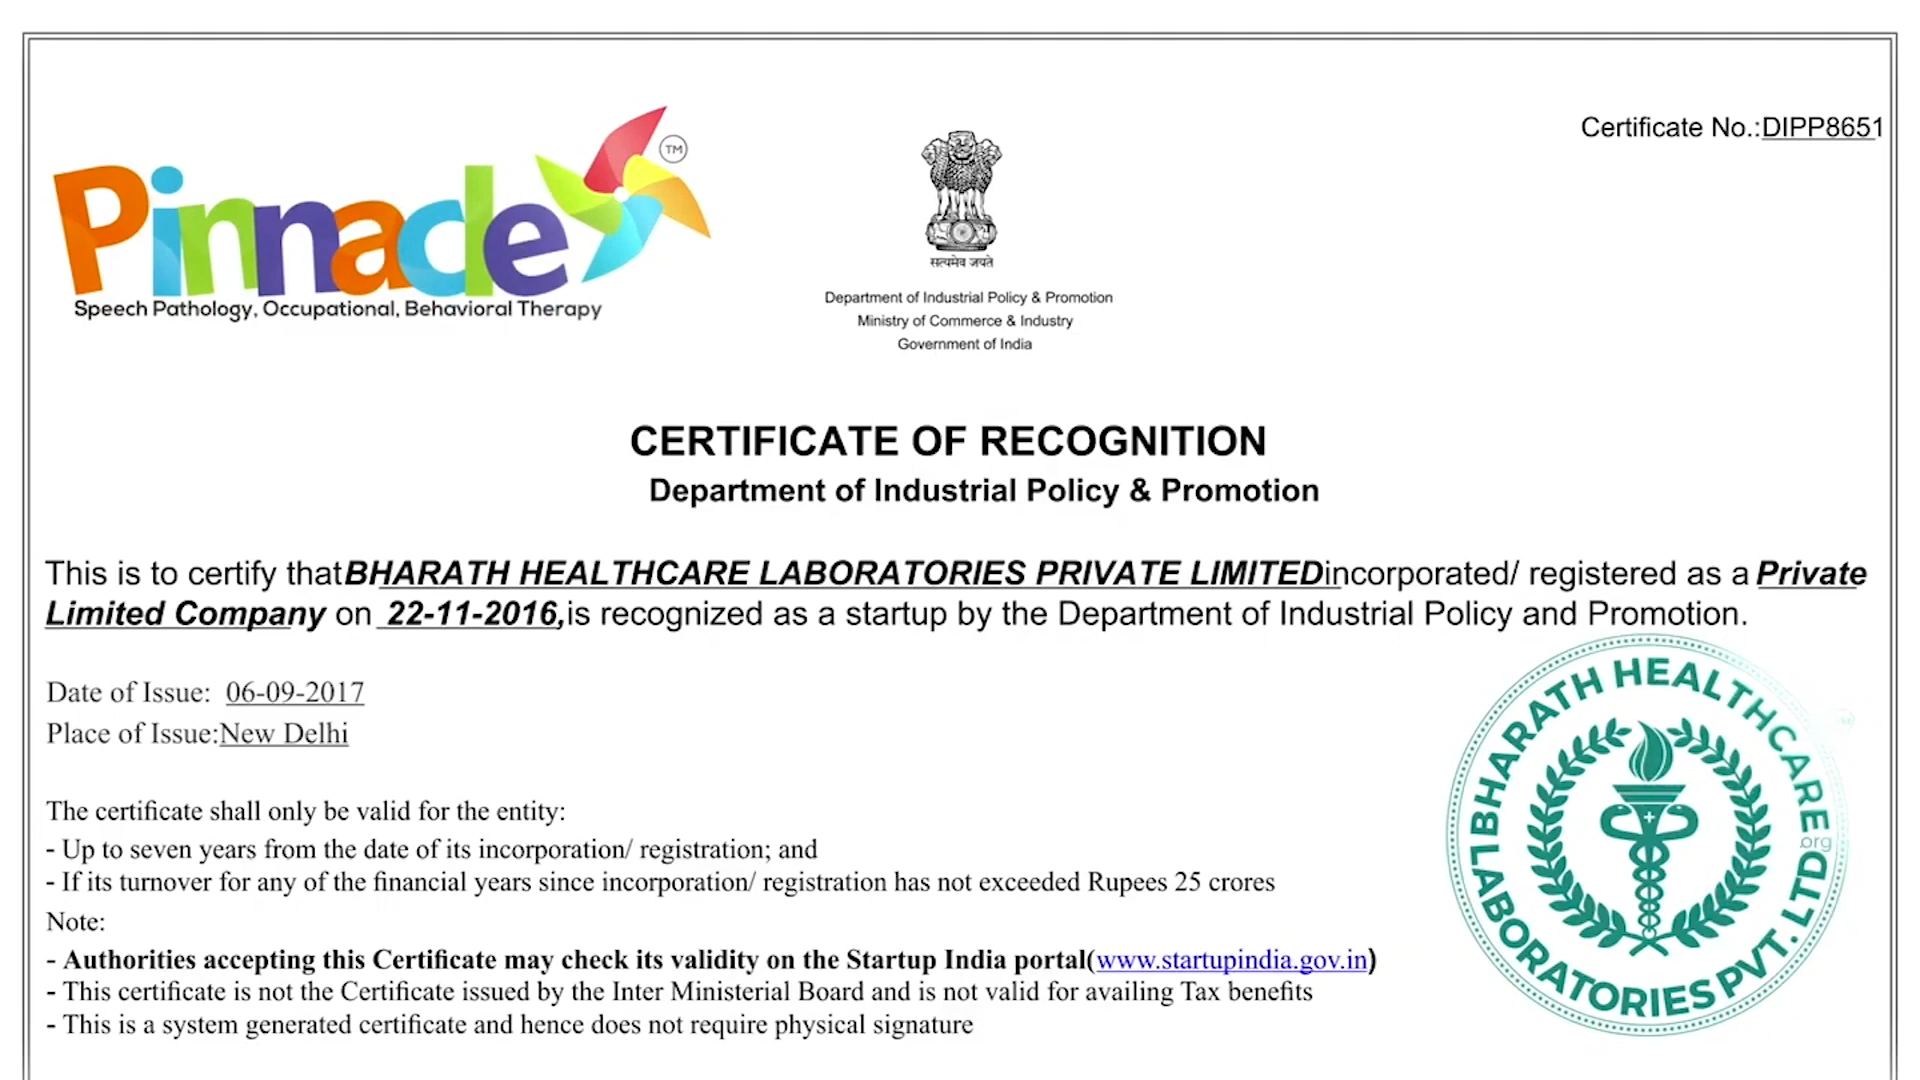 Certificate No.:DIPP8651
Pinnacle
TM
Speech Pathology, Occupational, Behavioral Therapy
सत्यमेव जयते
Department of Industrial Policy & Promotion
Ministry of Commerce & Industry
Government of India
CERTIFICATE OF RECOGNITION
Department of Industrial Policy & Promotion
This is to certify thatBHARATH HEALTHCARE LABORATORIES PRIVATE LIMITEDincorporated/ registered as a Private
Limited Company on 22-11-2016,is recognized as a startup by the Department of Industrial Policy and Promotion.
Date of Issue: 06-09-2017
Place of Issue:New Delhi
The certificate shall only be valid for the entity:
- Up to seven years from the date of its incorporation/ registration; and
- If its turnover for any of the financial years since incorporation/ registration has not exceeded Rupees 25 crores
Note:
- Authorities accepting this Certificate may check its validity on the Startup India portal(www.startupindia.gov.in)
- This certificate is not the Certificate issued by the Inter Ministerial Board and is not valid for availing Tax benefits
- This is a system generated certificate and hence does not require physical signature
BHARATH HEALTHCARE
LABORATORIES PVT. LTD
.org